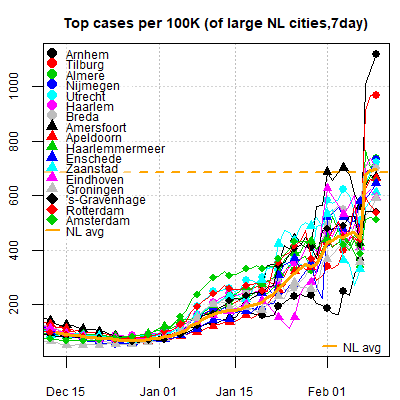 Top cases per 100K (of large NL cities,7day)
Arnhem
Tilburg
Almere
Nijmegen
Utrecht
Haarlem
Breda
Amersfoort
Apeldoorn
Haarlemmermeer
Enschede
Zaanstad
Eindhoven
Groningen
's-Gravenhage
Rotterdam
Amsterdam
NL avg
1000
800
600
400
200
NL avg
Dec 15
Jan 01
Jan 15
Feb 01